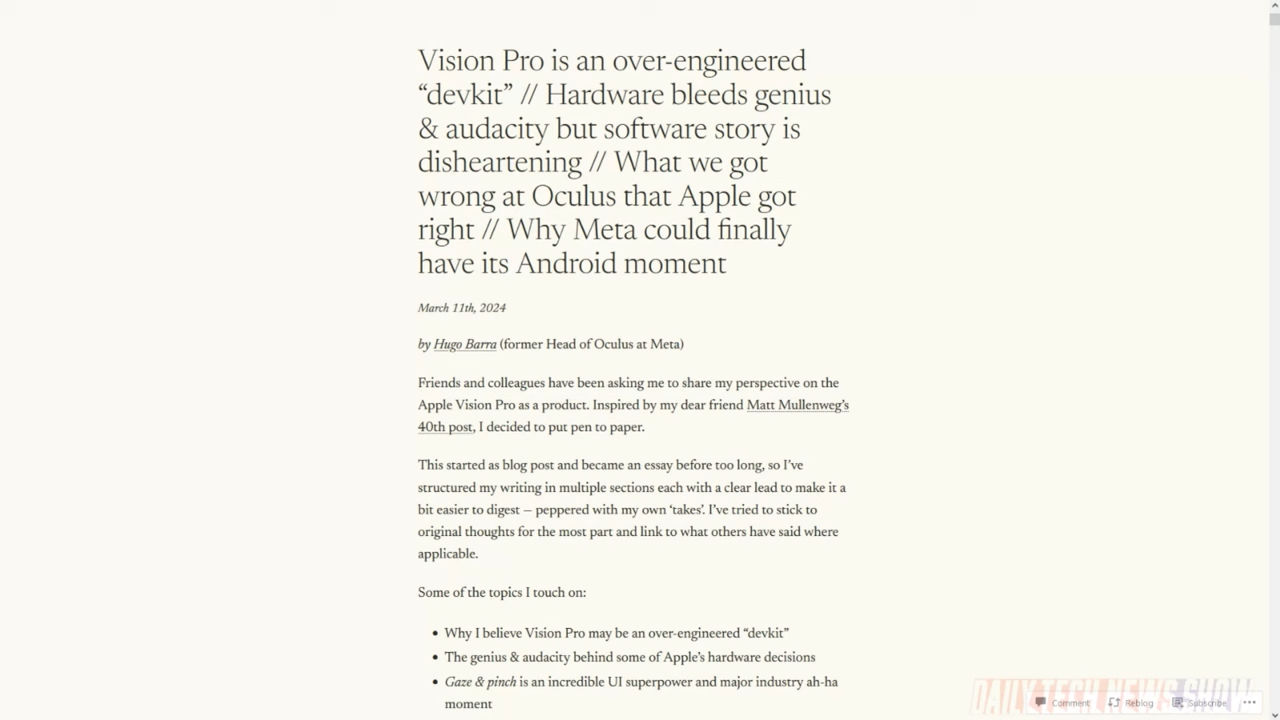 Vision Pro is an over-engineered
“devkit” // Hardware bleeds genius
& audacity but software story is
disheartening // What we got
wrong at Oculus that Apple got
right // Why Meta could finally
have its Android moment
March 11th, 2024
by Hugo Barra (former Head of Oculus at Meta)
Friends and colleagues have been asking me to share my perspective on the
Apple Vision Pro as a product. Inspired by my dear friend Matt Mullenweg’s
40th post, I decided to put pen to paper.
This started as blog post and became an essay before too long, so I’ve
structured my writing in multiple sections each with a clear lead to make it a
bit easier to digest — peppered with my own ‘takes’. I’ve tried to stick to
original thoughts for the most part and link to what others have said where
applicable.
Some of the topics I touch on:
• Why I believe Vision Pro may be an over-engineered “devkit”
• The genius & audacity behind some of Apple’s hardware decisions
• Gaze & pinch is an incredible UI superpower and major industry ah-ha
moment
DAILY TECH NEWS SHOW
Comment Reblog Subscribe •••